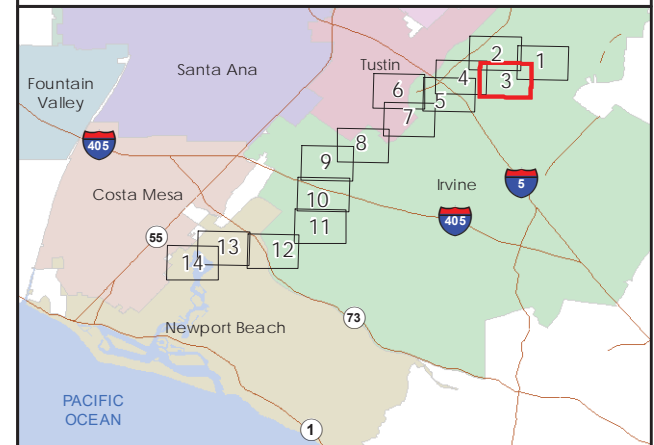 2
1
Tustin
Santa Ana
4
3
Fountain
Valley
6
5
7
405
8
9
Irvine
5
Costa Mesa
10
405
11
55
13
12
14
73
Newport Beach
PACIFIC
OCEAN
1